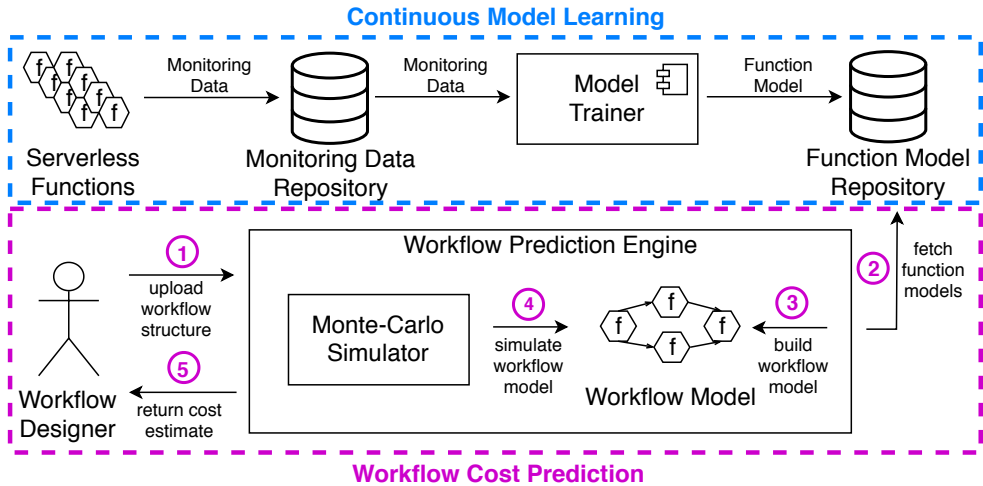 Continuous Model Learning
f f
f f
f f
f f
Monitoring
Data
Monitoring
Data
Model
Trainer
Function
Model
Serverless
Functions
Monitoring Data
Repository
Function Model
Repository
Workflow Prediction Engine
1
upload
workflow
structure
2
fetch
function
models
Monte-Carlo
Simulator
4
simulate
workflow
model
f
f
f
f
Workflow Model
3
build
workflow
model
5
return cost
estimate
Workflow
Designer
Workflow Cost Prediction